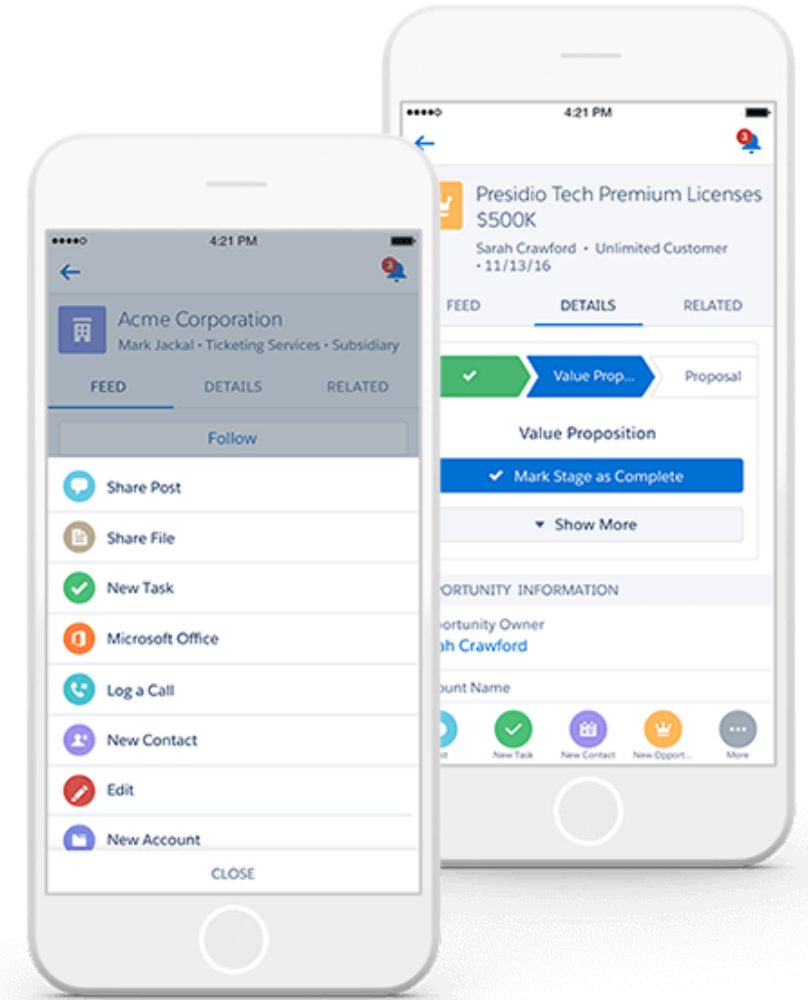 4:21 PM
3
Acme Corporation
Mark Jackal • Ticketing Services • Subsidiary
FEED DETAILS RELATED
Follow
Share Post
Share File
New Task
Microsoft Office
Log a Call
New Contact
Edit
New Account
CLOSE
4:21 PM
3
Presidio Tech Premium Licenses
$500K
Sarah Crawford • Unlimited Customer
• 11/13/16
FEED DETAILS RELATED
Value Prop... Proposal
Value Proposition
Mark Stage as Complete
Show More
ORTUNITY INFORMATION
ortunity Owner
ah Crawford
ount Name
New Task New Contact New Opport... More